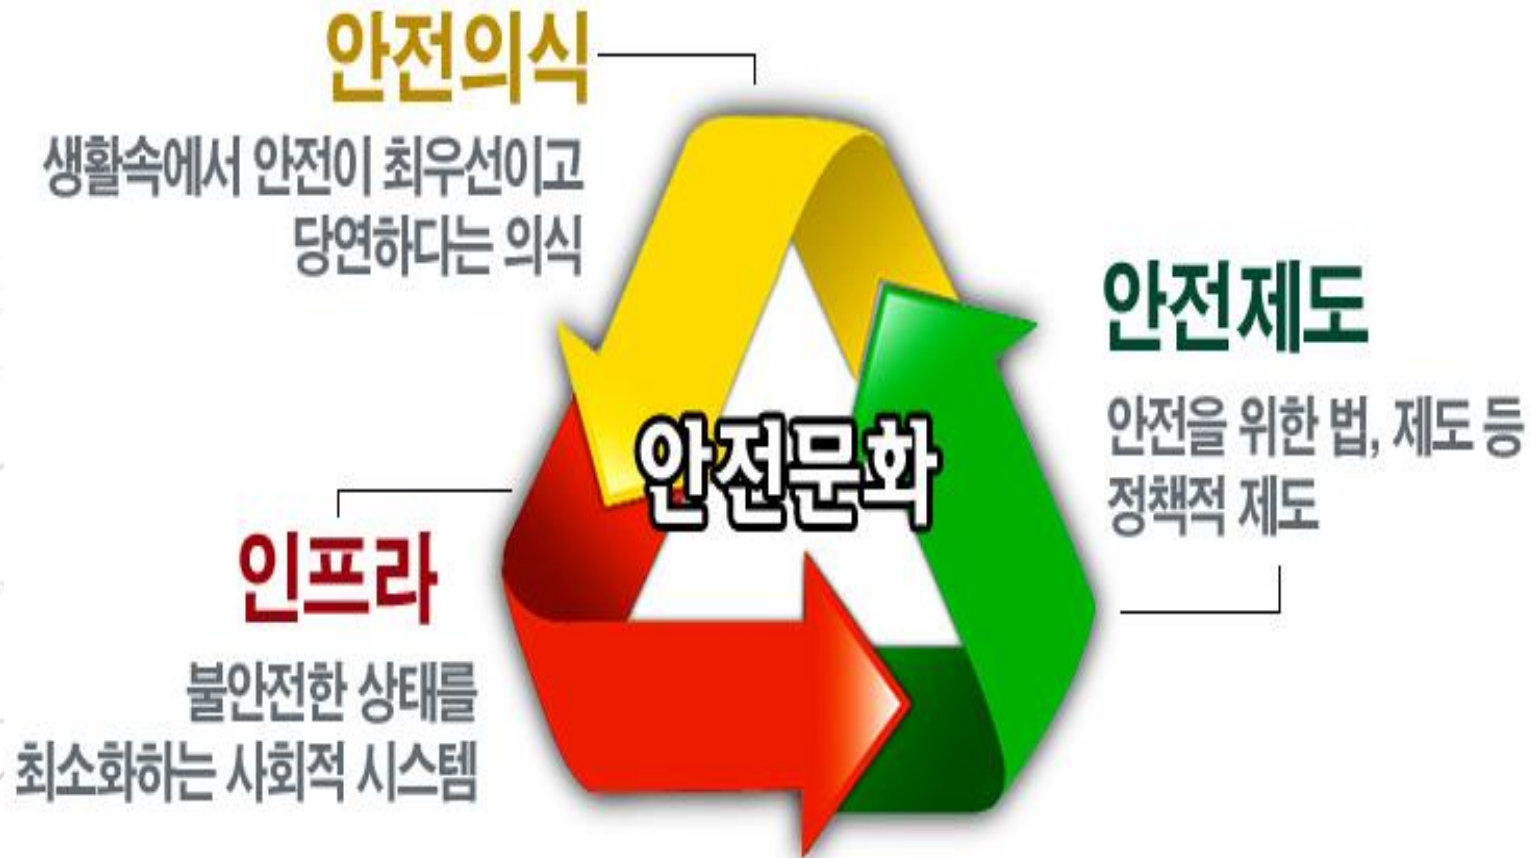 안전의식
생활속에서 안전이 최우선이고
당연하다는 의식
안전제도
안전을 위한 법, 제도 등
정책적 제도
안전문화
인프라
불안전한 상태를
최소화하는 사회적 시스템